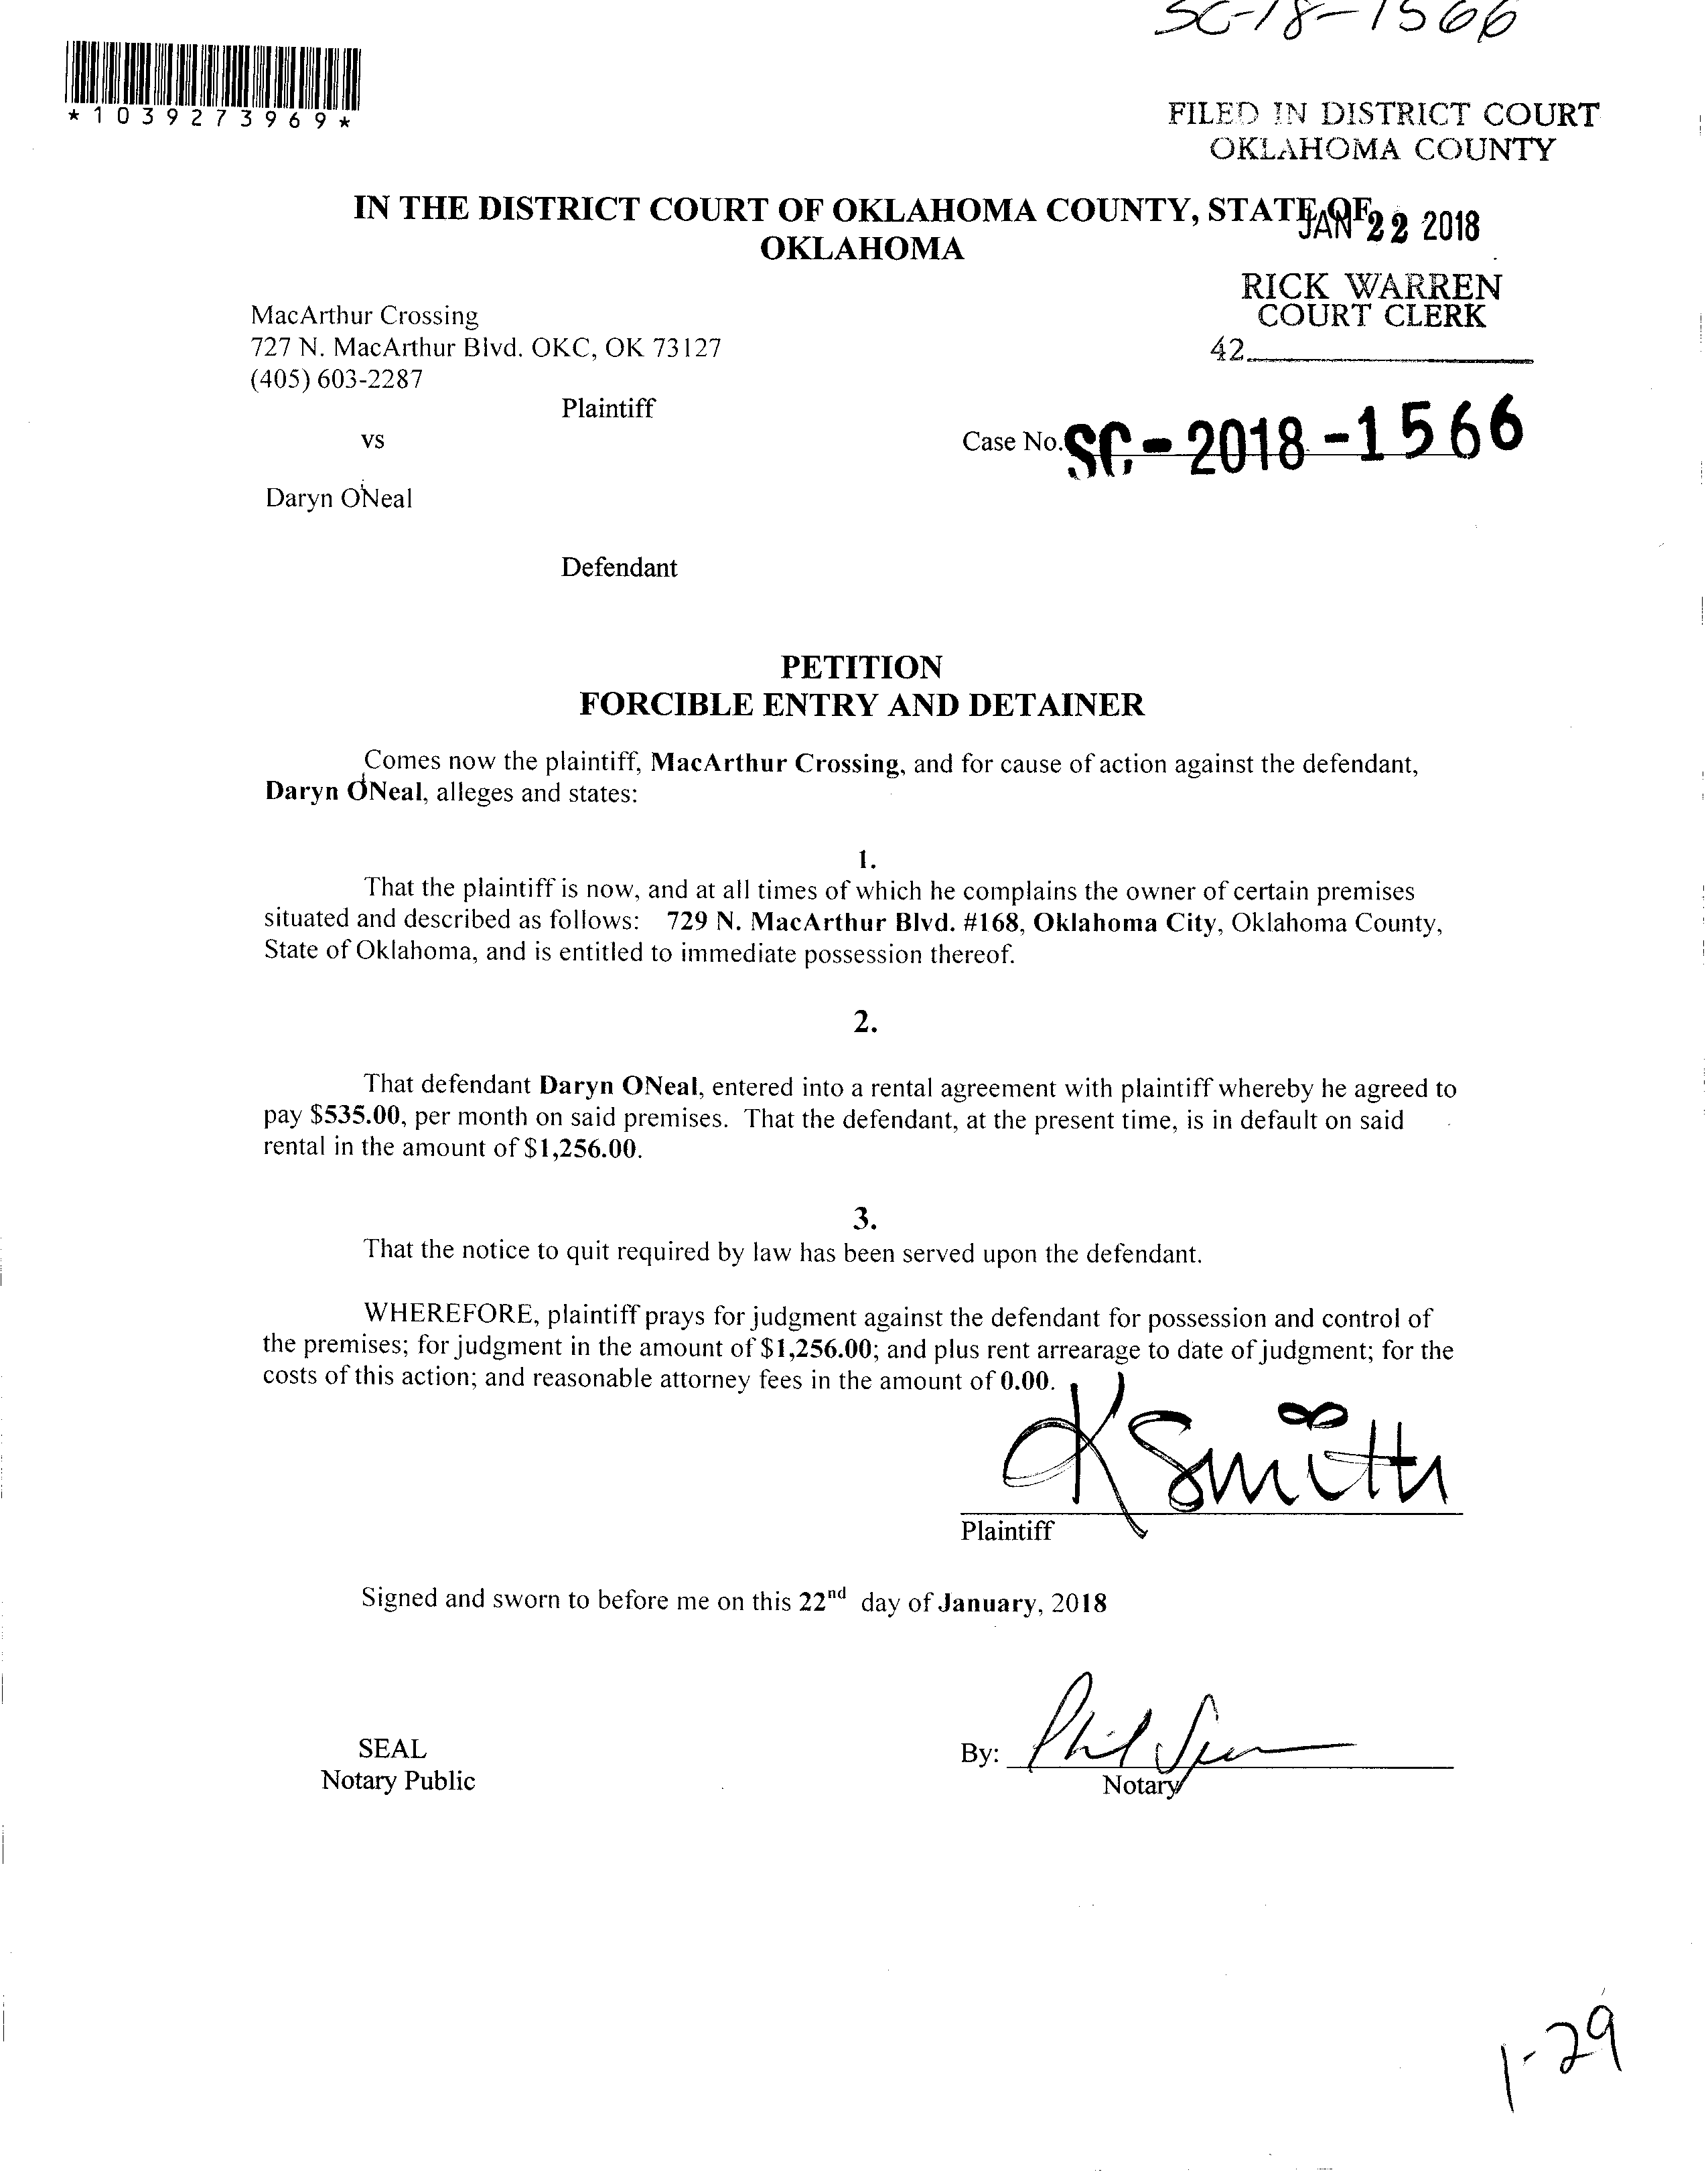 SC-18-1566
*1039273969*
FILED IN DISTRICT COURT
OKLAHOMA COUNTY
IN THE DISTRICT COURT OF OKLAHOMA COUNTY, STATE OF
OKLAHOMA
JAN 22 2018
RICK WARREN
COURT CLERK
42
MacArthur Crossing
727 N. MacArthur Blvd. OKC, OK 73127
(405) 603-2287
Plaintiff
vs
Case No. SC-2018-1566
Daryn O'Neal
Defendant
PETITION
FORCIBLE ENTRY AND DETAINER
Comes now the plaintiff, MacArthur Crossing, and for cause of action against the defendant,
Daryn O'Neal, alleges and states:
1.
That the plaintiff is now, and at all times of which he complains the owner of certain premises
situated and described as follows: 729 N. MacArthur Blvd. #168, Oklahoma City, Oklahoma County,
State of Oklahoma, and is entitled to immediate possession thereof.
2.
That defendant Daryn ONeal, entered into a rental agreement with plaintiff whereby he agreed to
pay $535.00, per month on said premises. That the defendant, at the present time, is in default on said
rental in the amount of $1,256.00.
3.
That the notice to quit required by law has been served upon the defendant.
WHEREFORE, plaintiff prays for judgment against the defendant for possession and control of
the premises; for judgment in the amount of $1,256.00; and plus rent arrearage to date of judgment; for the
costs of this action; and reasonable attorney fees in the amount of 0.00.
K Smith
Plaintiff
Signed and sworn to before me on this 22nd day of January, 2018
SEAL
Notary Public
By: Phil
Notary
1-29